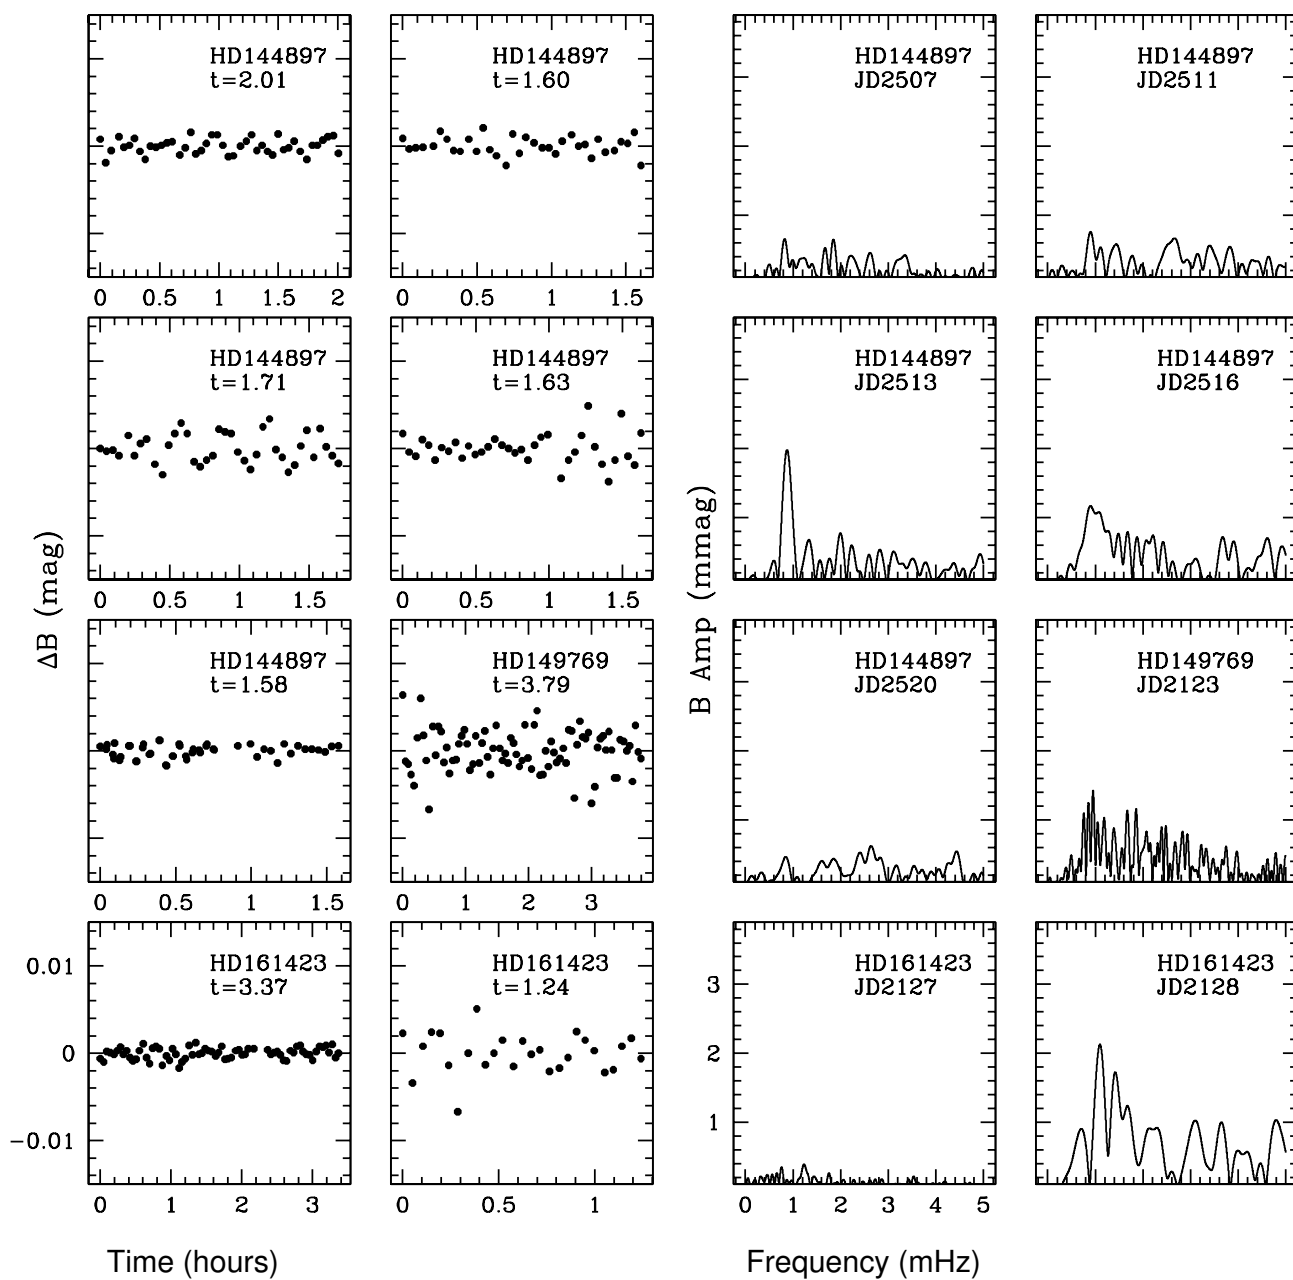 HD144897
t=2.01
HD144897
t=1.60
HD144897
JD2507
HD144897
JD2511
0 0.5 1 1.5 2
0 0.5 1 1.5
HD144897
t=1.71
HD144897
t=1.63
HD144897
JD2513
HD144897
JD2516
0 0.5 1 1.5
0 0.5 1 1.5
ΔB (mag)
B Amp (mmag)
HD144897
t=1.58
HD149769
t=3.79
HD144897
JD2520
HD149769
JD2123
0 0.5 1 1.5
0 1 2 3
HD161423
t=3.37
HD161423
t=1.24
HD161423
JD2127
HD161423
JD2128
0.01
0
−0.01
3
2
1
0 1 2 3
0 0.5 1
0 1 2 3 4 5
Time (hours)
Frequency (mHz)